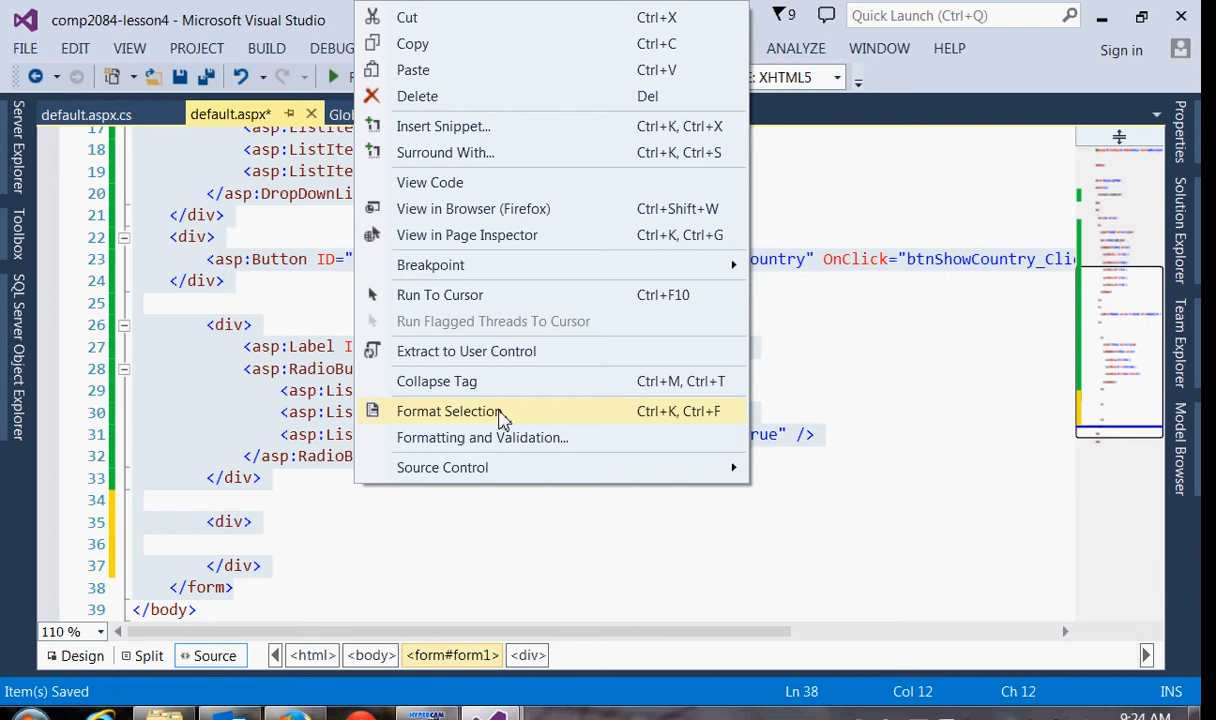 comp2084-lesson4 - Microsoft Visual Studio
9
Quick Launch (Ctrl+Q)
FILE EDIT VIEW PROJECT BUILD DEBU
ANALYZE WINDOW HELP
Sign in
: XHTML5
default.aspx.cs
default.aspx*
Glo
Server Explorer
Toolbox
SQL Server Object Explorer
17 <asp:ListIte
18 <asp:ListIte
19 <asp:ListIte
20 </asp:DropDownLi
21 </div>
22 <div>
23 <asp:Button ID=" ountry" OnClick="btnShowCountry_Clic
24 </div>
25
26 <div>
27 <asp:Label I
28 <asp:RadioBu
29 <asp:Lis
30 <asp:Lis
31 <asp:Lis rue" />
32 </asp:RadioB
33 </div>
34
35 <div>
36
37 </div>
38 </form>
39 </body>
Cut Ctrl+X
Copy Ctrl+C
Paste Ctrl+V
Delete Del
Insert Snippet... Ctrl+K, Ctrl+X
Surround With... Ctrl+K, Ctrl+S
View Code
View in Browser (Firefox) Ctrl+Shift+W
View in Page Inspector Ctrl+K, Ctrl+G
Breakpoint
Run To Cursor Ctrl+F10
Run Flagged Threads To Cursor
Extract to User Control
Collapse Tag Ctrl+M, Ctrl+T
Format Selection Ctrl+K, Ctrl+F
Formatting and Validation...
Source Control
Properties
Solution Explorer
Team Explorer
Model Browser
110 %
Design Split Source <html> <body> <form#form1> <div>
Item(s) Saved
Ln 38 Col 12 Ch 12 INS
HYPERCAM
9:24 AM